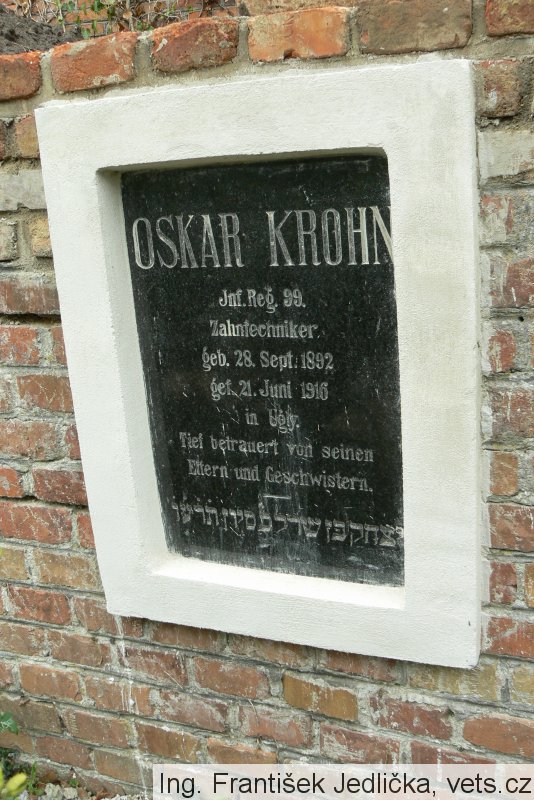 OSKAR KROHN
Jnf. Reg. 99.
Zahntechniker.
geb. 28. Sept. 1892
gef. 21. Juni 1916
in Ugly.
Tief betrauert von seinen
Eltern und Geschwistern.
Ing. František Jedlička, vets.cz